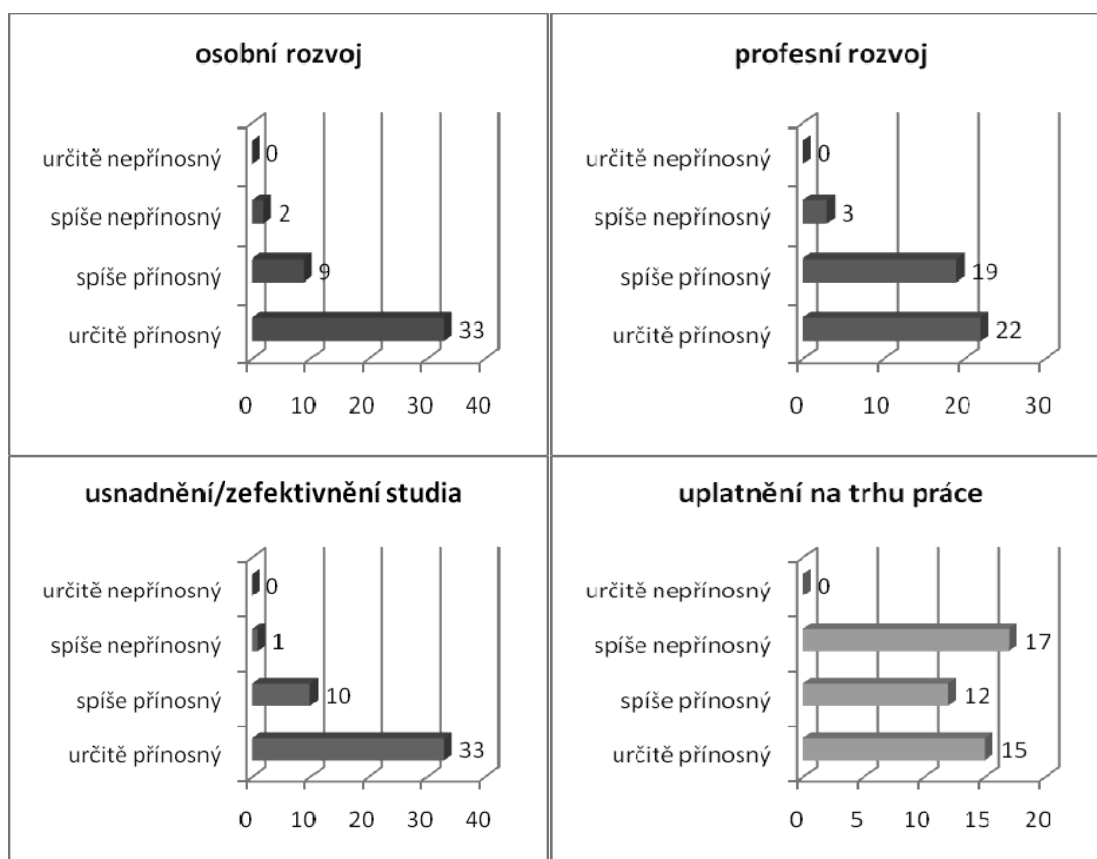 osobní rozvoj
určitě nepřínosný 0
spíše nepřínosný 2
spíše přínosný 9
určitě přínosný 33
0 10 20 30 40
profesní rozvoj
určitě nepřínosný 0
spíše nepřínosný 3
spíše přínosný 19
určitě přínosný 22
0 10 20 30
usnadnění/zefektivnění studia
určitě nepřínosný 0
spíše nepřínosný 1
spíše přínosný 10
určitě přínosný 33
0 10 20 30 40
uplatnění na trhu práce
určitě nepřínosný 0
spíše nepřínosný 17
spíše přínosný 12
určitě přínosný 15
0 5 10 15 20